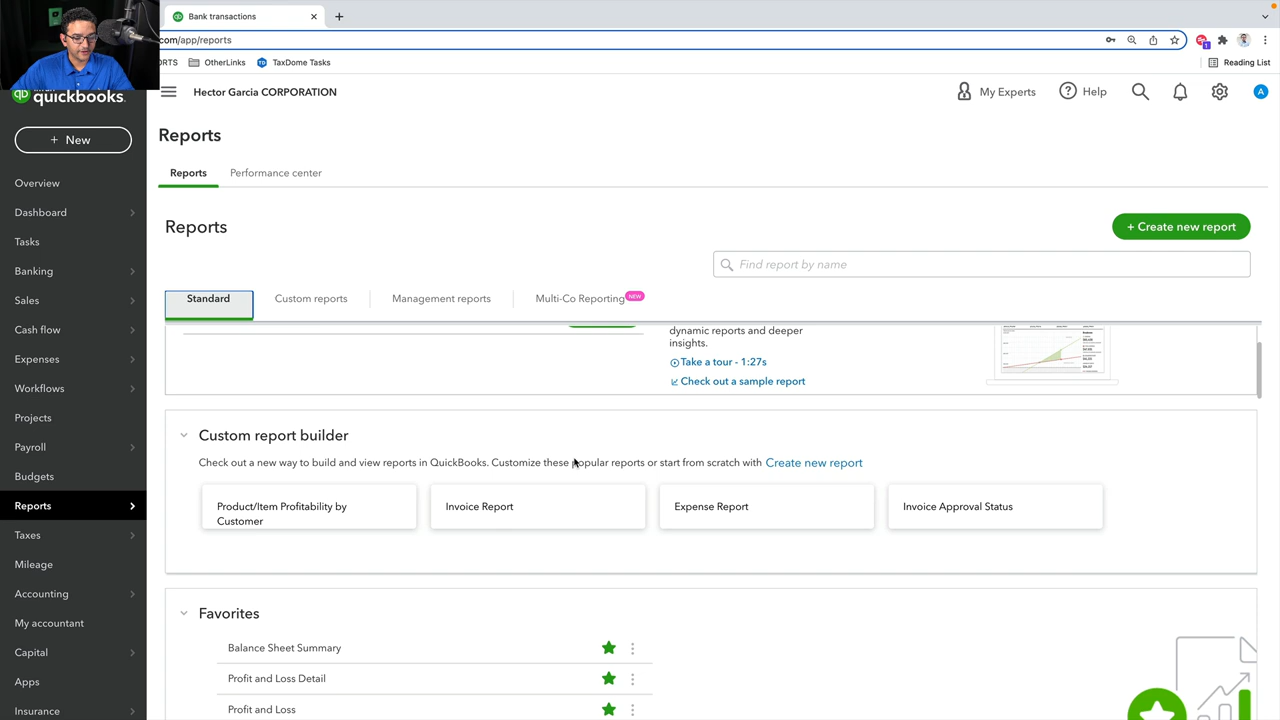 Bank transactions
com/app/reports
RTS
OtherLinks
TD
TaxDome Tasks
Reading List
1
qb
quickbooks.
Hector Garcia CORPORATION
My Experts
Help
A
+ New
Overview
Dashboard
Tasks
Banking
Sales
Cash flow
Expenses
Workflows
Projects
Payroll
Budgets
Reports
Taxes
Mileage
Accounting
My accountant
Capital
Apps
Insurance
Reports
Reports
Performance center
Reports
+ Create new report
Find report by name
Standard
Custom reports
Management reports
Multi-Co Reporting NEW
dynamic reports and deeper
insights.
Take a tour - 1:27s
Check out a sample report
Custom report builder
Check out a new way to build and view reports in QuickBooks. Customize these popular reports or start from scratch with Create new report
Product/Item Profitability by
Customer
Invoice Report
Expense Report
Invoice Approval Status
Favorites
Balance Sheet Summary
Profit and Loss Detail
Profit and Loss